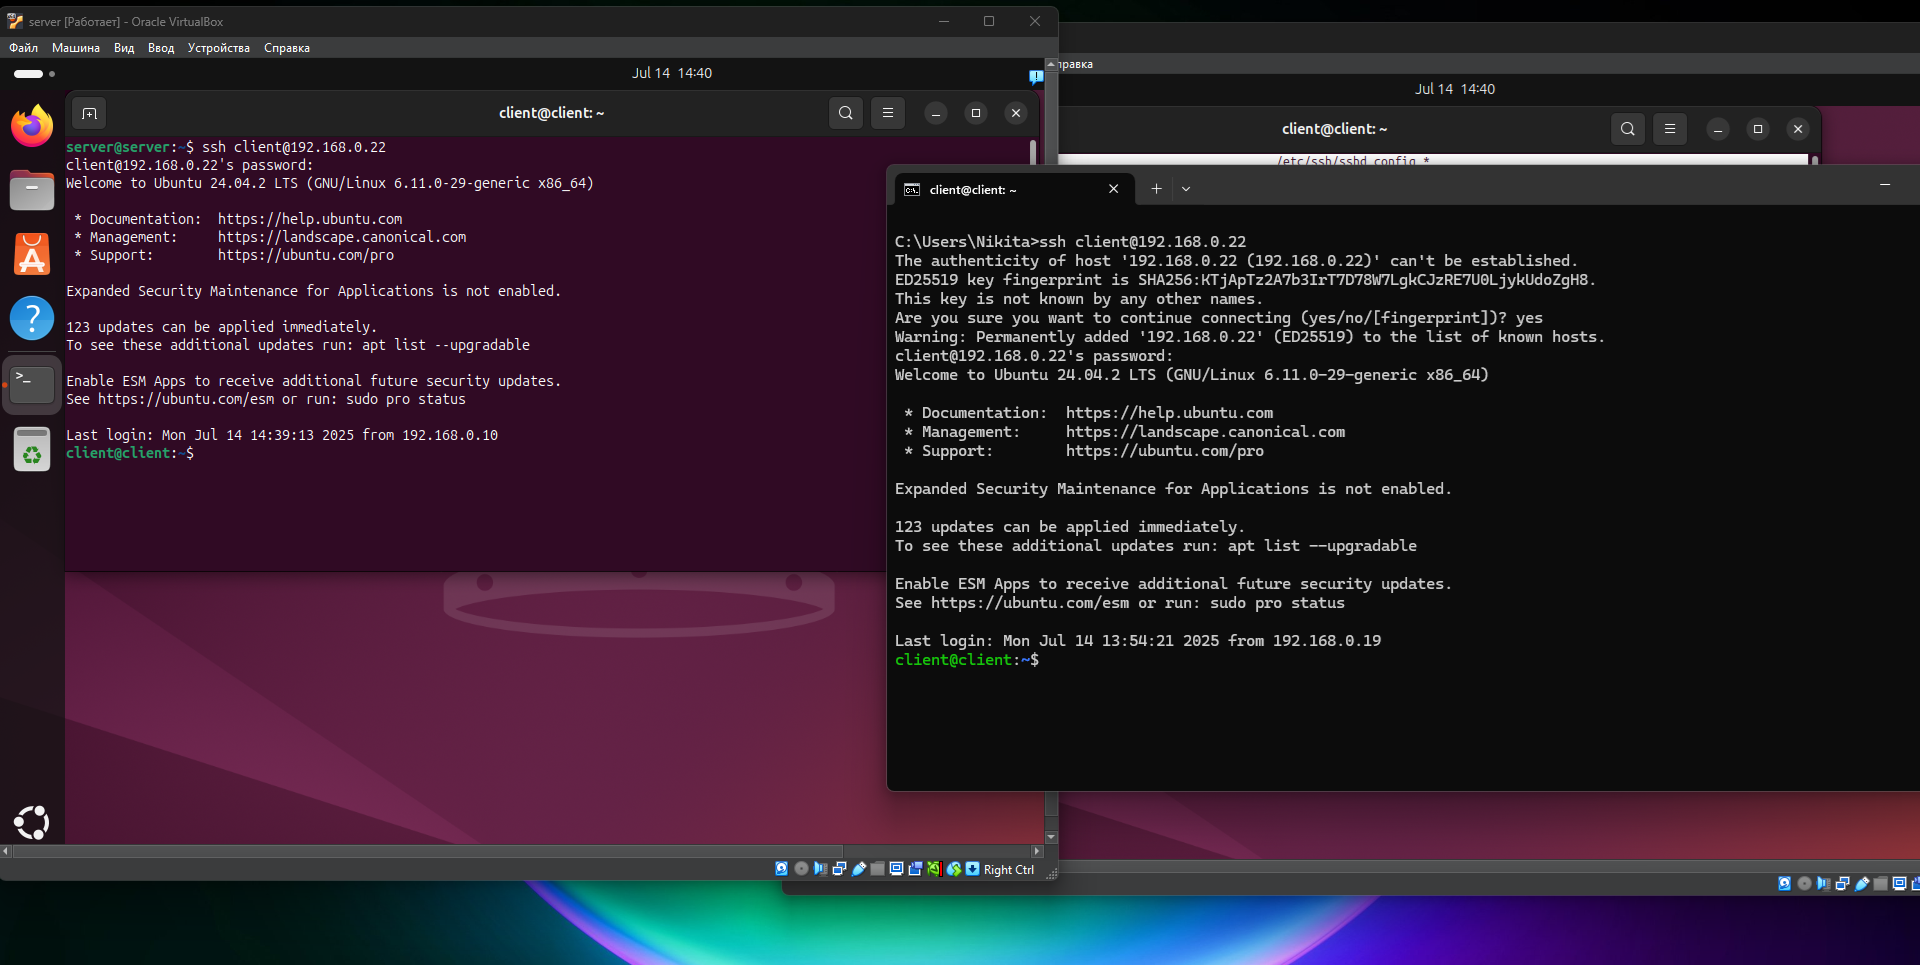 server [Работает] - Oracle VirtualBox
Файл Машина Вид Ввод Устройства Справка
Jul 14 14:40
client@client: ~
server@server:~$ ssh client@192.168.0.22
client@192.168.0.22's password:
Welcome to Ubuntu 24.04.2 LTS (GNU/Linux 6.11.0-29-generic x86_64)
* Documentation: https://help.ubuntu.com
* Management: https://landscape.canonical.com
* Support: https://ubuntu.com/pro
Expanded Security Maintenance for Applications is not enabled.
123 updates can be applied immediately.
To see these additional updates run: apt list --upgradable
Enable ESM Apps to receive additional future security updates.
See https://ubuntu.com/esm or run: sudo pro status
Last login: Mon Jul 14 14:39:13 2025 from 192.168.0.10
client@client:~$
Right Ctrl
правка
Jul 14 14:40
client@client: ~
/etc/ssh/sshd_config *
client@client: ~
C:\Users\Nikita>ssh client@192.168.0.22
The authenticity of host '192.168.0.22 (192.168.0.22)' can't be established.
ED25519 key fingerprint is SHA256:KTjApTz2A7b3IrT7D78W7LgkCJzRE7U0LjykUdoZgH8.
This key is not known by any other names.
Are you sure you want to continue connecting (yes/no/[fingerprint])? yes
Warning: Permanently added '192.168.0.22' (ED25519) to the list of known hosts.
client@192.168.0.22's password:
Welcome to Ubuntu 24.04.2 LTS (GNU/Linux 6.11.0-29-generic x86_64)
* Documentation: https://help.ubuntu.com
* Management: https://landscape.canonical.com
* Support: https://ubuntu.com/pro
Expanded Security Maintenance for Applications is not enabled.
123 updates can be applied immediately.
To see these additional updates run: apt list --upgradable
Enable ESM Apps to receive additional future security updates.
See https://ubuntu.com/esm or run: sudo pro status
Last login: Mon Jul 14 13:54:21 2025 from 192.168.0.19
client@client:~$